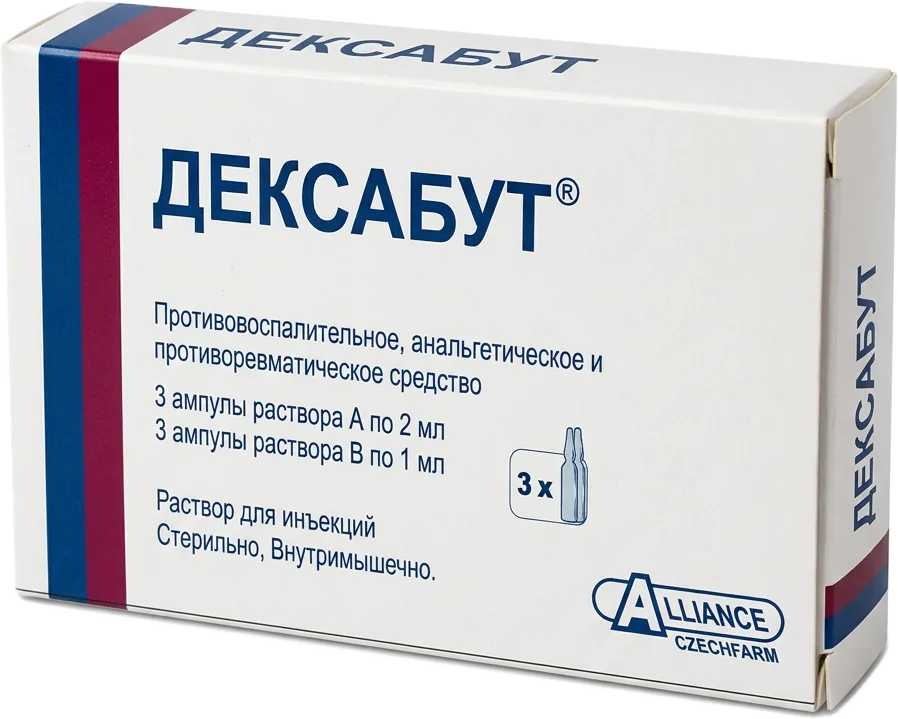 ДЕКСАБУТ
ДЕКСАБУТ®
Противовоспалительное, анальгетическое и
противоревматическое средство
3 ампулы раствора А по 2 мл
3 ампулы раствора В по 1 мл
3 x
Раствор для инъекций
Стерильно, Внутримышечно.
ALLIANCE
CZECHFARM
ДЕКСАБУТ